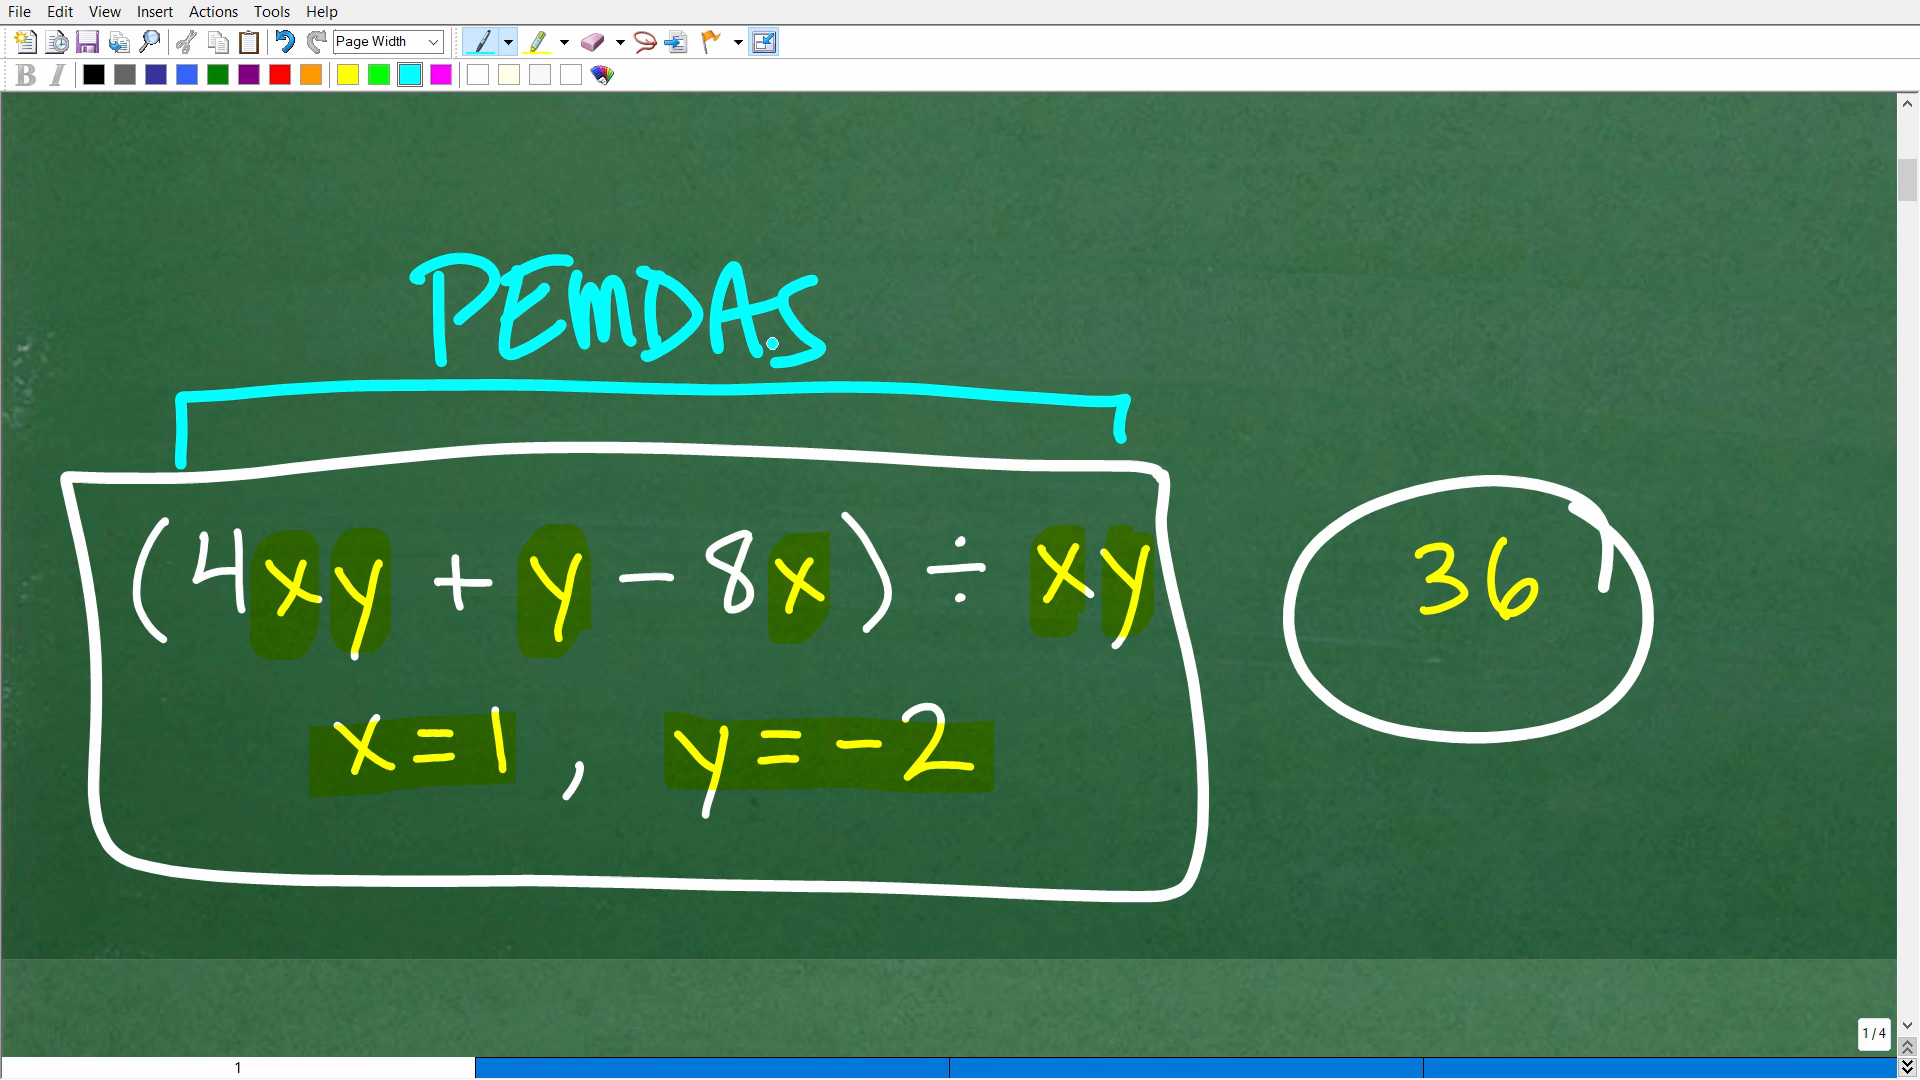 File Edit View Insert Actions Tools Help
Page Width
B I
PEMDAS
(4xy + y - 8x) ÷ xy
36
x = 1 , y = -2
1 / 4
1